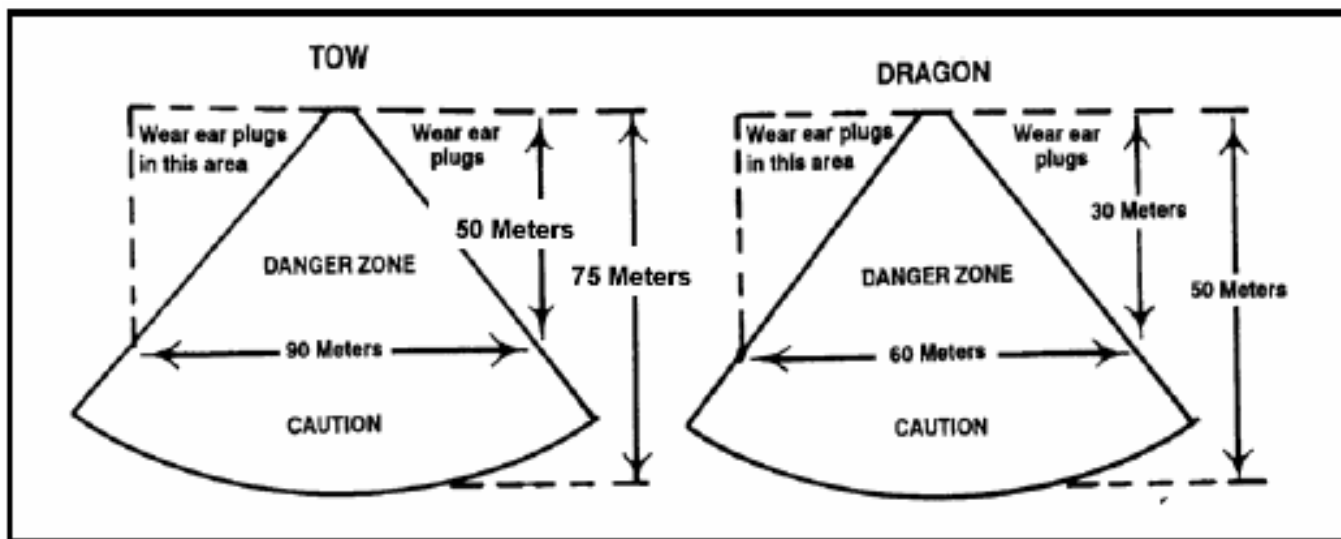 TOW
Wear ear plugs
in this area
Wear ear
plugs
50 Meters
75 Meters
DANGER ZONE
90 Meters
CAUTION
DRAGON
Wear ear plugs
in this area
Wear ear
plugs
30 Meters
50 Meters
DANGER ZONE
60 Meters
CAUTION